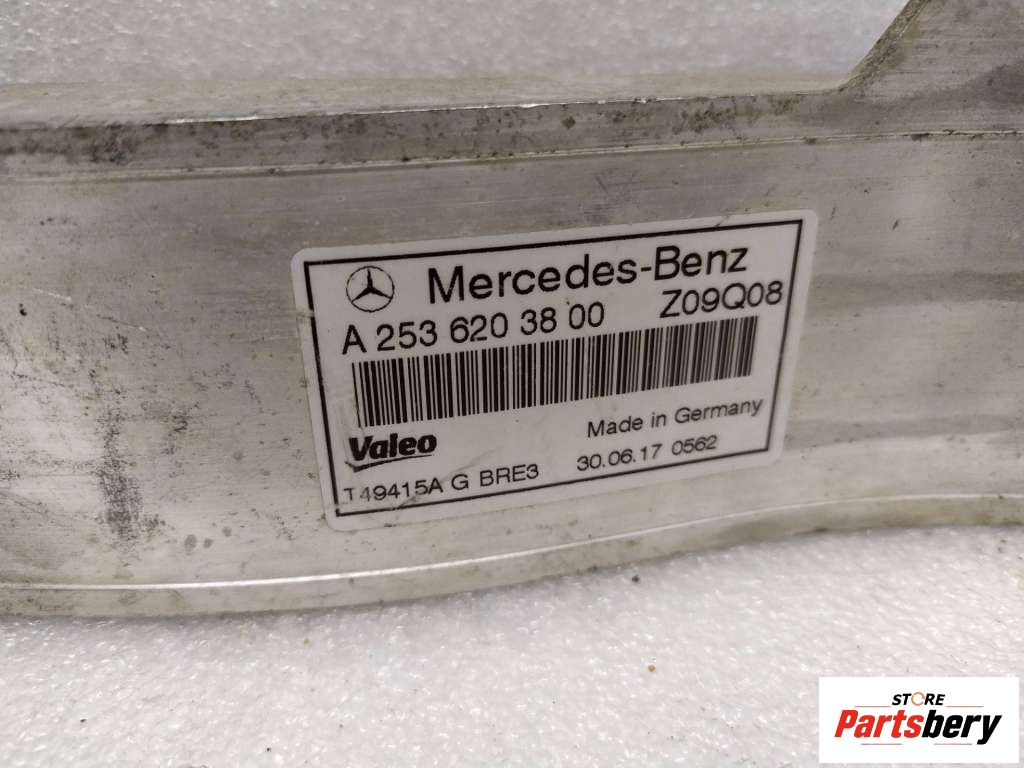 Mercedes-Benz
A 253 620 38 00 Z09Q08
Valeo
Made in Germany
T49415A G BRE3 30.06.17 0562
STORE
Partsbery